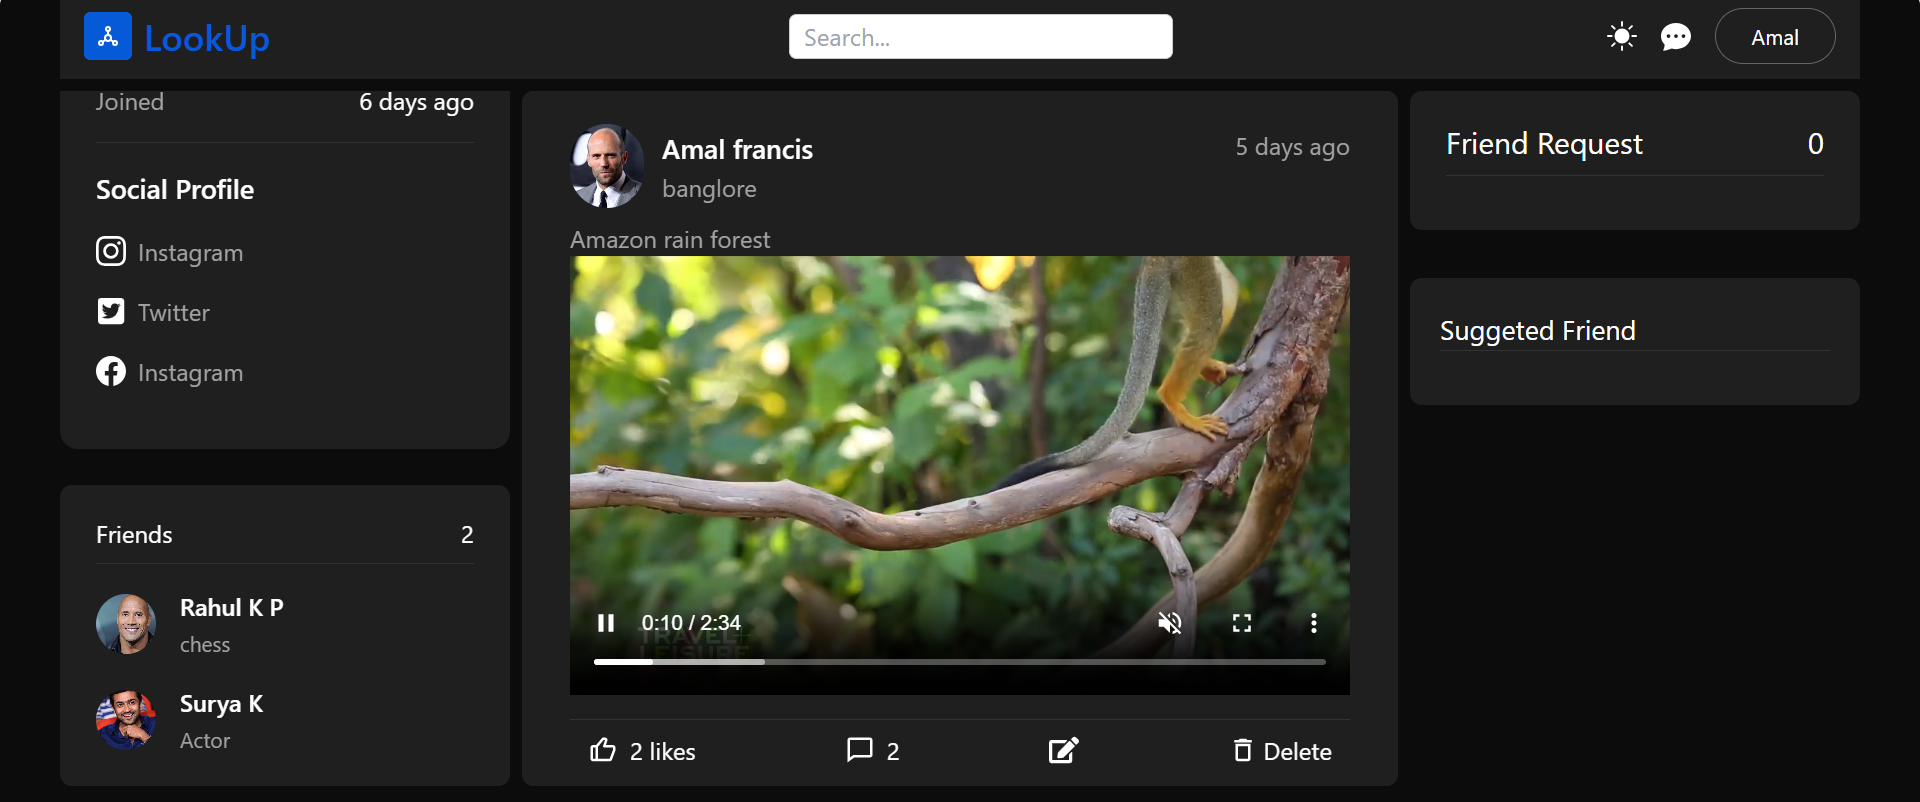 LookUp
Search...
Amal
Joined
6 days ago
Social Profile
Instagram
Twitter
Instagram
Friends
2
Rahul K P
chess
Surya K
Actor
Amal francis
5 days ago
banglore
Amazon rain forest
0:10 / 2:34
TRAVEL+
LEISURE
2 likes
2
Delete
Friend Request
0
Suggeted Friend